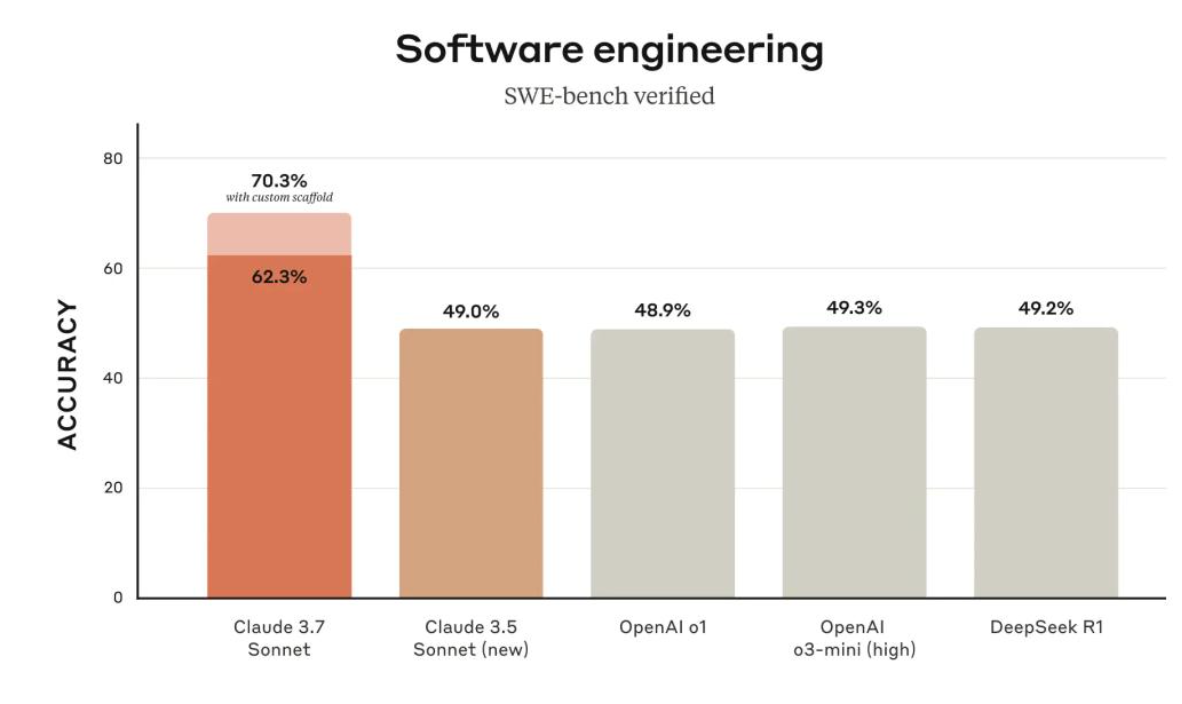 Software engineering
SWE-bench verified
ACCURACY
80
60
40
20
0
70.3%
with custom scaffold
62.3%
49.0%
48.9%
49.3%
49.2%
Claude 3.7
Sonnet
Claude 3.5
Sonnet (new)
OpenAI o1
OpenAI
o3-mini (high)
DeepSeek R1